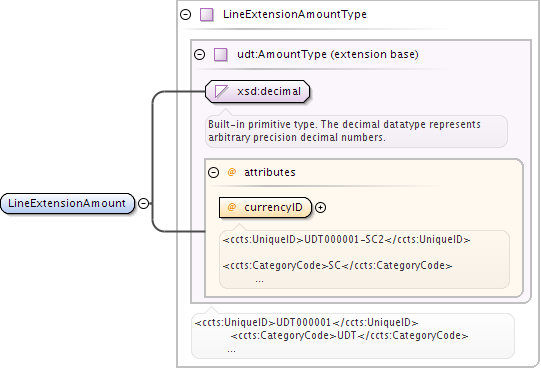 LineExtensionAmountType
udt:AmountType (extension base)
xsd:decimal
Built-in primitive type. The decimal datatype represents
arbitrary precision decimal numbers.
@ attributes
LineExtensionAmount
@ currencyID
<ccts:UniqueID>UDT000001-SC2</ccts:UniqueID>
<ccts:CategoryCode>SC</ccts:CategoryCode>
...
<ccts:UniqueID>UDT000001</ccts:UniqueID>
<ccts:CategoryCode>UDT</ccts:CategoryCode>
...